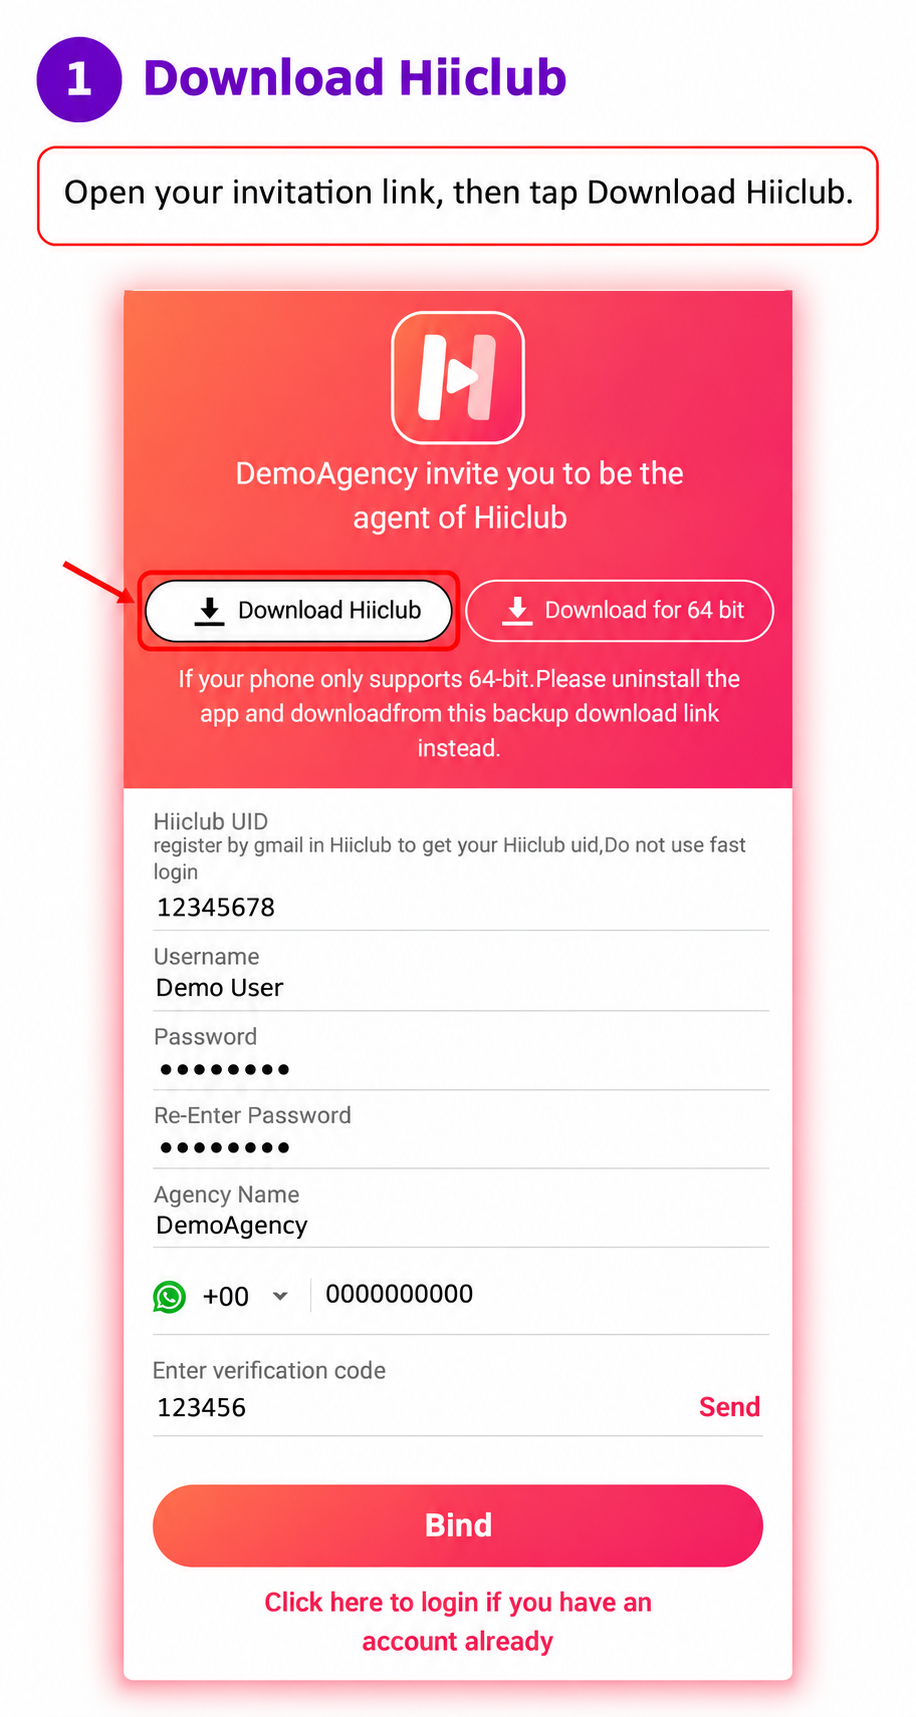 1 Download Hiiclub
Open your invitation link, then tap Download Hiiclub.
DemoAgency invite you to be the
agent of Hiiclub
Download Hiiclub
Download for 64 bit
If your phone only supports 64-bit.Please uninstall the
app and downloadfrom this backup download link
instead.
Hiiclub UID
register by gmail in Hiiclub to get your Hiiclub uid,Do not use fast
login
12345678
Username
Demo User
Password
••••••••
Re-Enter Password
••••••••
Agency Name
DemoAgency
+00 0000000000
Enter verification code
123456 Send
Bind
Click here to login if you have an
account already